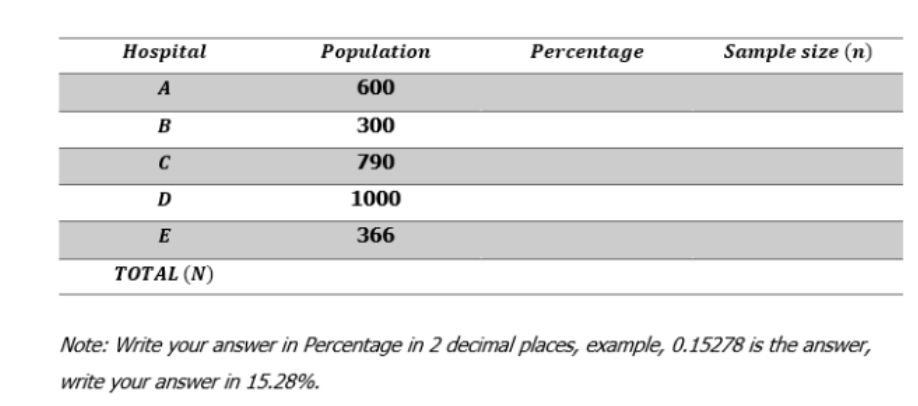 Hospital Population Percentage Sample size (n)
A 600
B 300
C 790
D 1000
E 366
TOTAL (N)
Note: Write your answer in Percentage in 2 decimal places, example, 0.15278 is the answer,
write your answer in 15.28%.